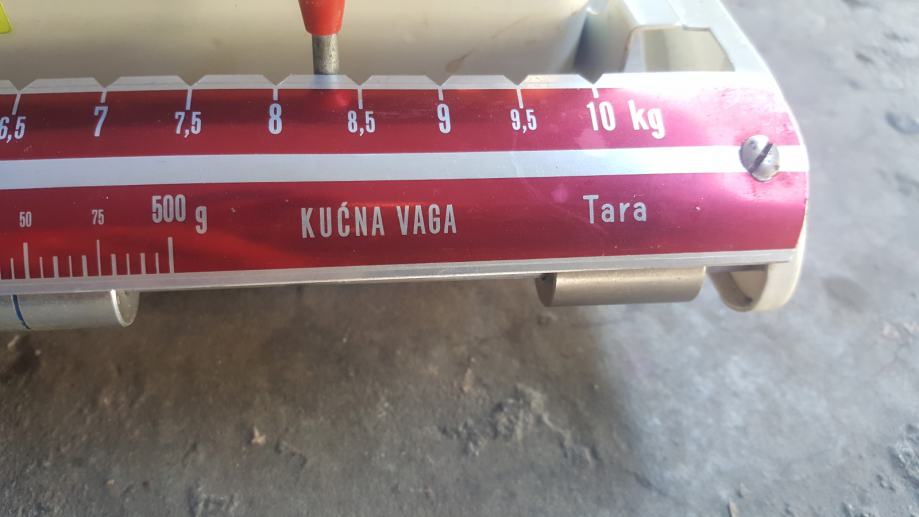 6,5 7 7,5 8 8,5 9 9,5 10 kg
50 75 500 g KUĆNA VAGA Tara